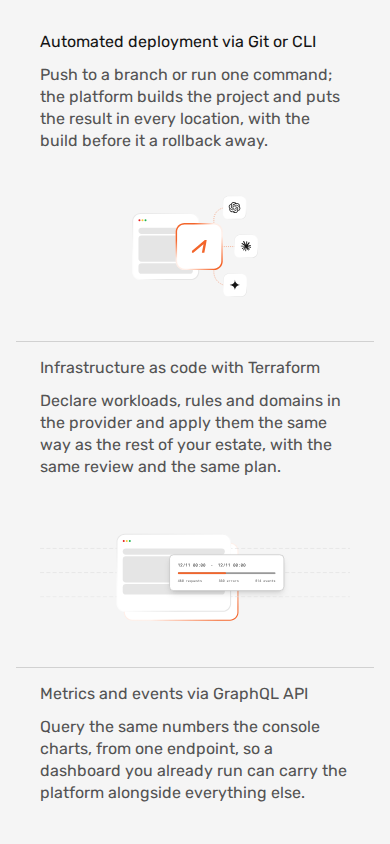 Automated deployment via Git or CLI
Push to a branch or run one command;
the platform builds the project and puts
the result in every location, with the
build before it a rollback away.
Infrastructure as code with Terraform
Declare workloads, rules and domains in
the provider and apply them the same
way as the rest of your estate, with the
same review and the same plan.
12/11 00:00 - 12/11 00:00
Metrics and events via GraphQL API
Query the same numbers the console
charts, from one endpoint, so a
dashboard you already run can carry the
platform alongside everything else.